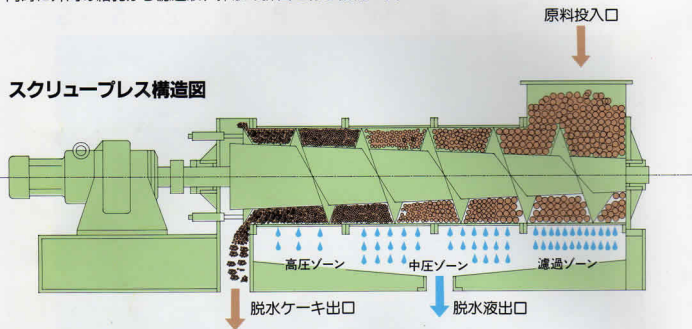 原料投入口
スクリュープレス構造図
高圧ゾーン
中圧ゾーン
濾過ゾーン
脱水ケーキ出口
脱水液出口